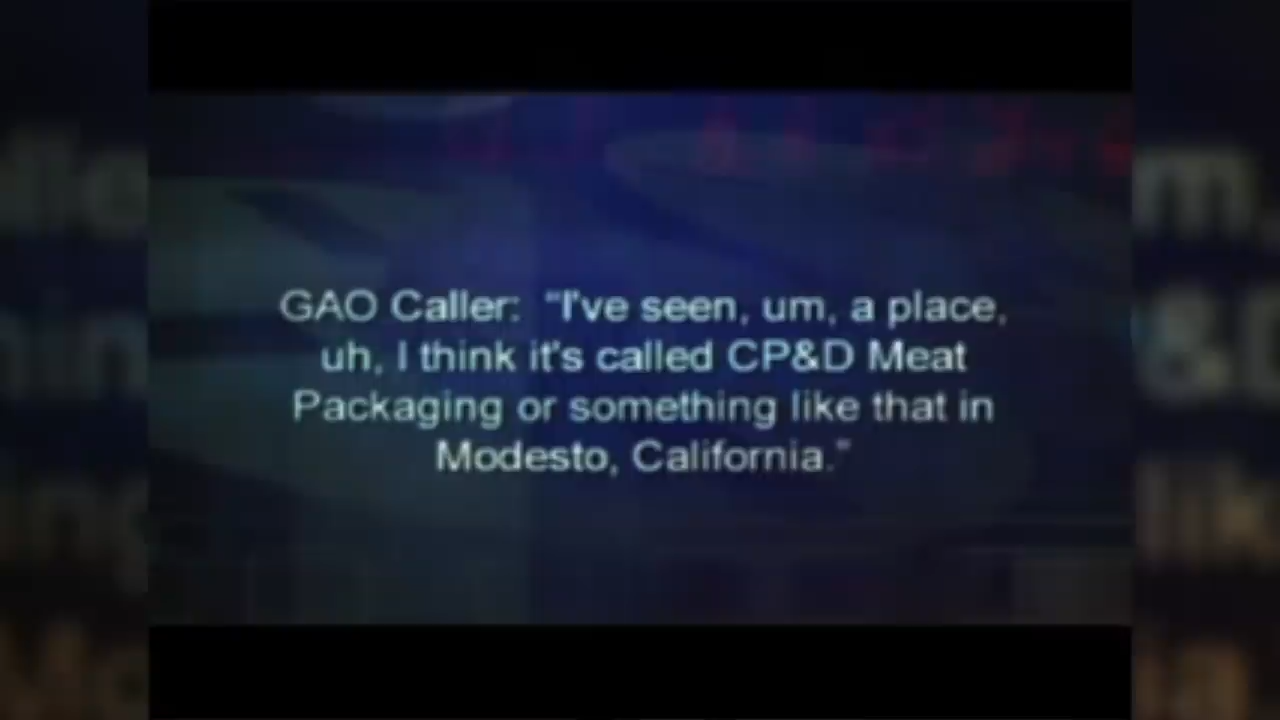 GAO Caller: "I've seen, um, a place,
uh, I think it's called CP&D Meat
Packaging or something like that in
Modesto, California."